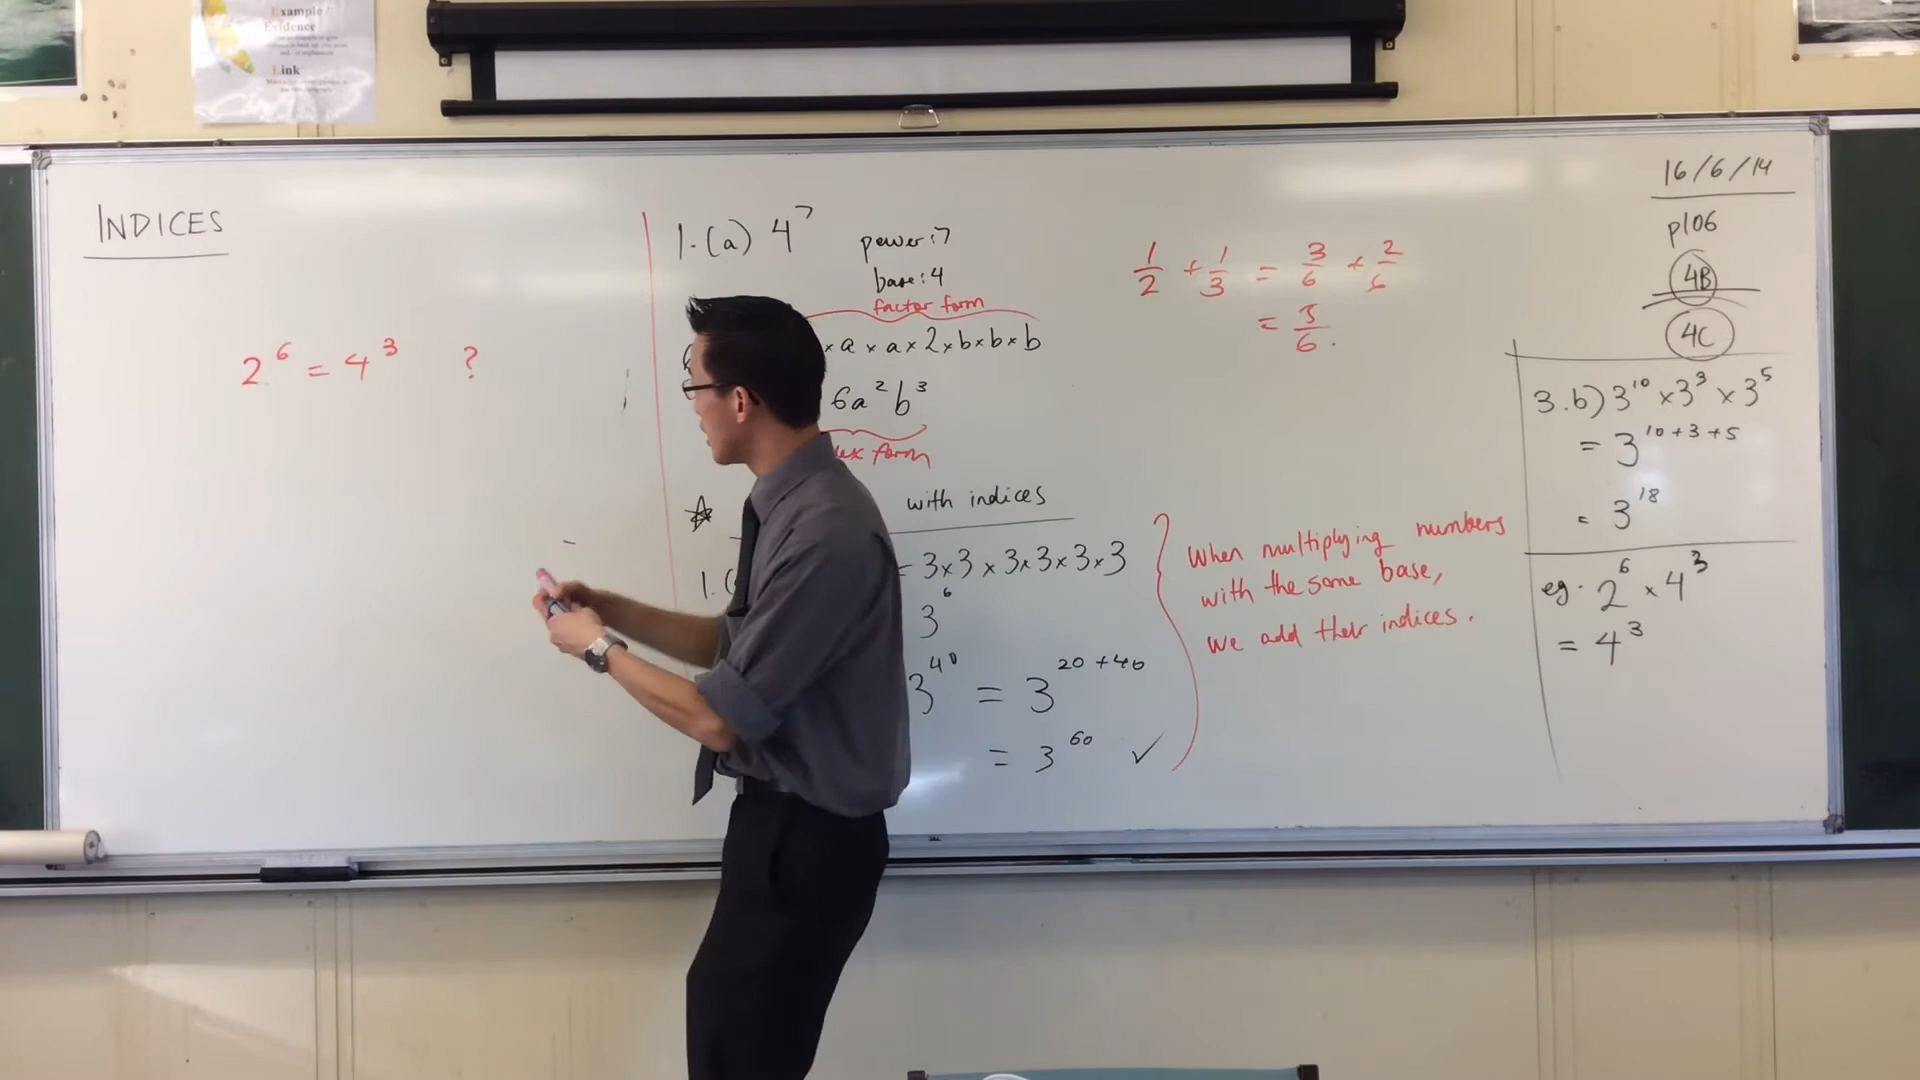 Example /
Evidence
Link
INDICES
2⁶ = 4³ ?
1.(a) 4⁷
power: 7
base: 4
factor form
× a × a × 2 × b × b × b
6a²b³
form
with indices
= 3×3 × 3×3×3×3
3⁶
3⁴⁰ = 3²⁰⁺⁴⁰
= 3⁶⁰ ✓
1/2 + 1/3 = 3/6 + 2/6
= 5/6.
When multiplying numbers
with the same base,
we add their indices.
16/6/14
p106
4B
4C
3.b) 3¹⁰ × 3³ × 3⁵
= 3¹⁰⁺³⁺⁵
= 3¹⁸
eg. 2⁶ × 4³
= 4³